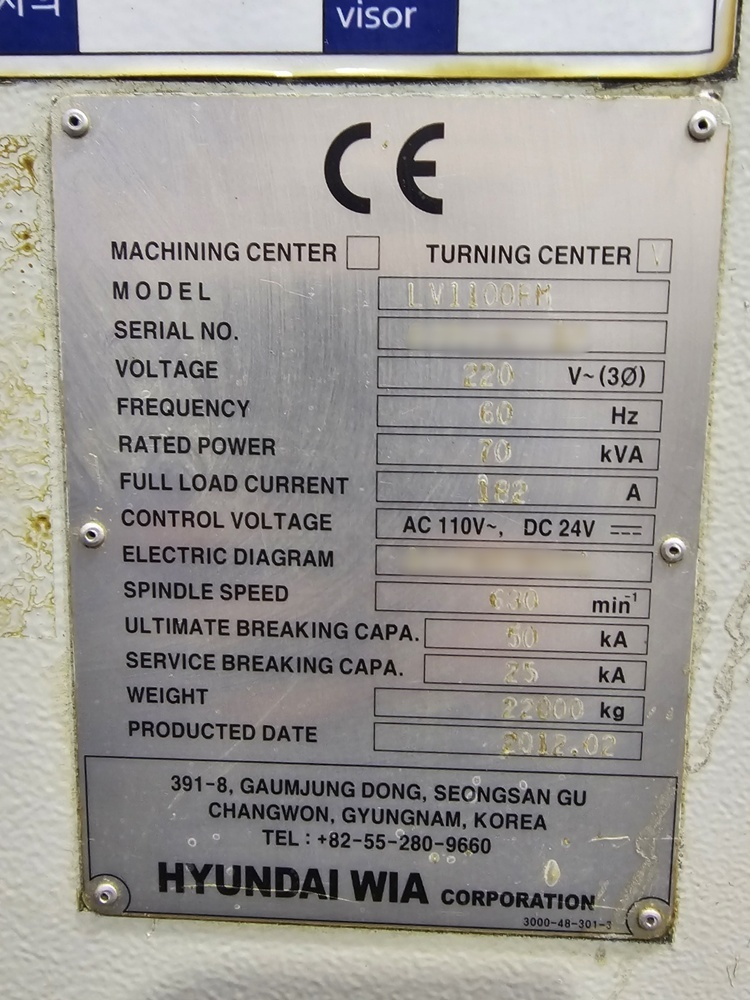 visor
CE
MACHINING CENTER TURNING CENTER V
MODEL LV1100HM
SERIAL NO.
VOLTAGE 220 V~(3Ø)
FREQUENCY 60 Hz
RATED POWER 70 kVA
FULL LOAD CURRENT 182 A
CONTROL VOLTAGE AC 110V~, DC 24V
ELECTRIC DIAGRAM
SPINDLE SPEED 630 min⁻¹
ULTIMATE BREAKING CAPA. 50 kA
SERVICE BREAKING CAPA. 25 kA
WEIGHT 22000 kg
PRODUCTED DATE 2012.02
391-8, GAUMJUNG DONG, SEONGSAN GU
CHANGWON, GYUNGNAM, KOREA
TEL : +82-55-280-9660
HYUNDAI WIA CORPORATION
3000-48-301-3